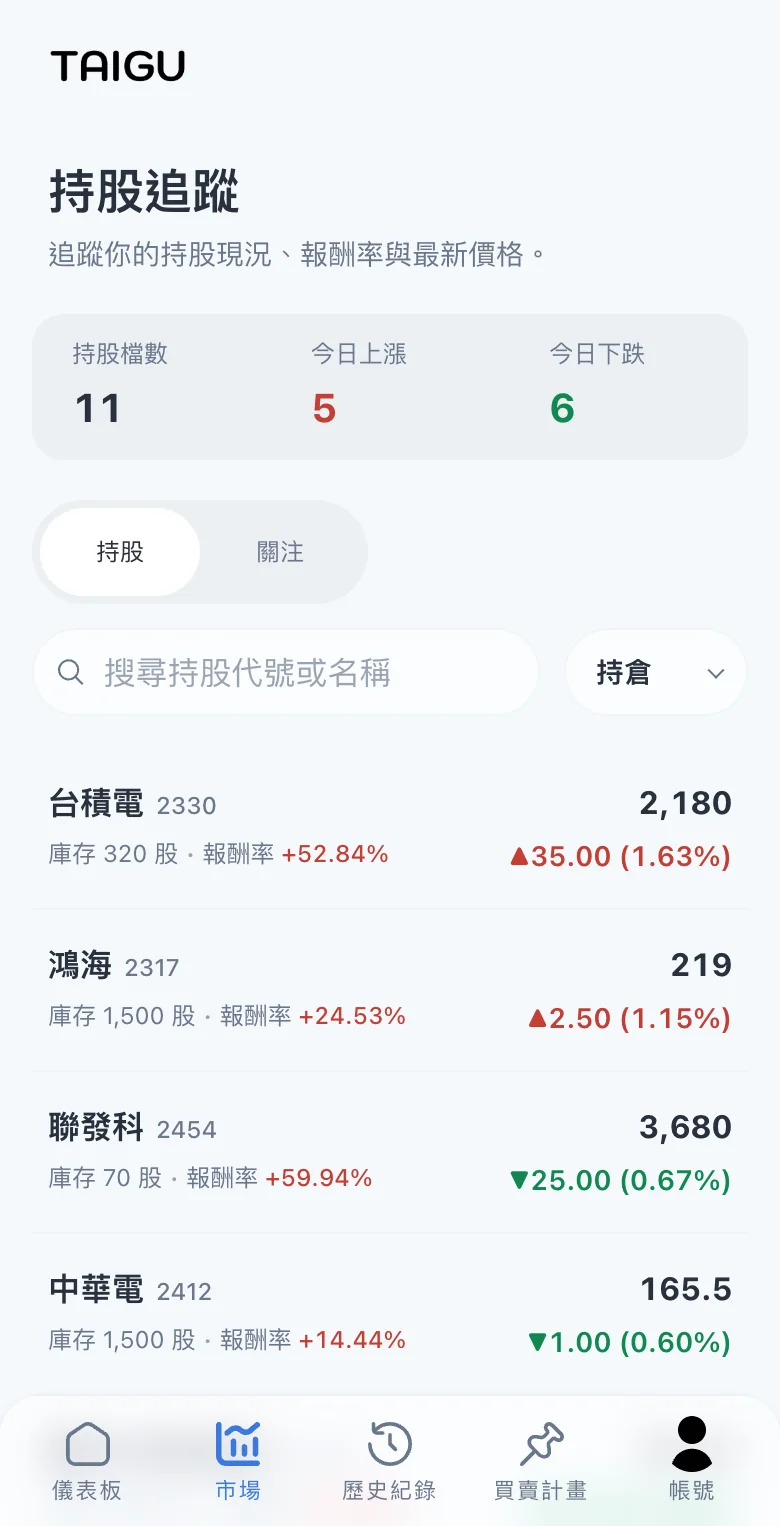 TAIGU
持股追蹤
追蹤你的持股現況、報酬率與最新價格。
持股檔數 今日上漲 今日下跌
11 5 6
持股 關注
搜尋持股代號或名稱 持倉
台積電 2330 2,180
庫存 320 股 · 報酬率 +52.84% ▲35.00 (1.63%)
鴻海 2317 219
庫存 1,500 股 · 報酬率 +24.53% ▲2.50 (1.15%)
聯發科 2454 3,680
庫存 70 股 · 報酬率 +59.94% ▼25.00 (0.67%)
中華電 2412 165.5
庫存 1,500 股 · 報酬率 +14.44% ▼1.00 (0.60%)
儀表板 市場 歷史紀錄 買賣計畫 帳號